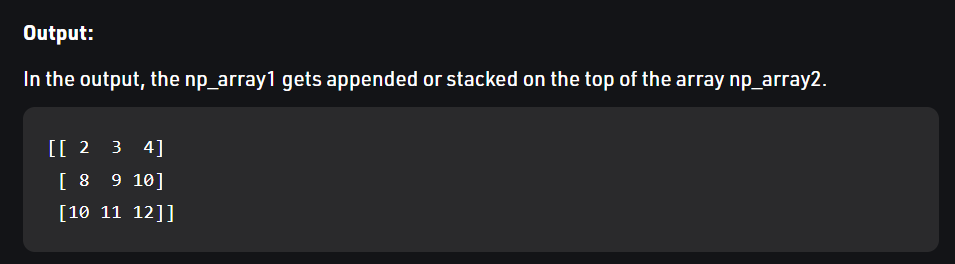 Output:
In the output, the np_array1 gets appended or stacked on the top of the array np_array2.
[[ 2  3  4]
 [ 8  9 10]
 [10 11 12]]